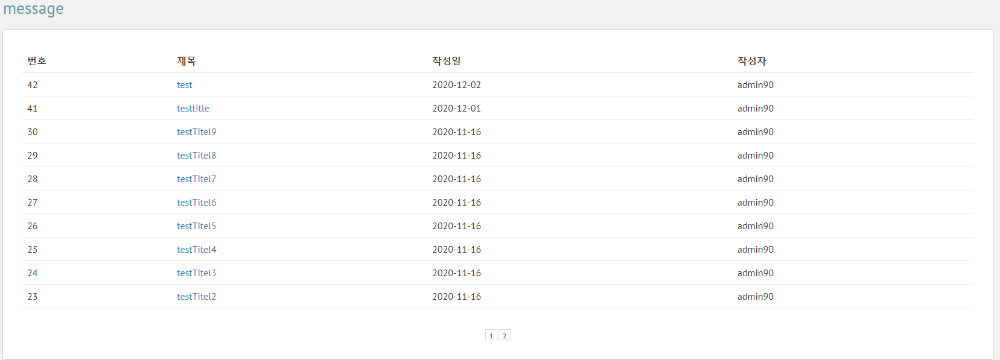 message
번호 제목 작성일 작성자
42 test 2020-12-02 admin90
41 testtitle 2020-12-01 admin90
30 testTitel9 2020-11-16 admin90
29 testTitel8 2020-11-16 admin90
28 testTitel7 2020-11-16 admin90
27 testTitel6 2020-11-16 admin90
26 testTitel5 2020-11-16 admin90
25 testTitel4 2020-11-16 admin90
24 testTitel3 2020-11-16 admin90
23 testTitel2 2020-11-16 admin90
1 2